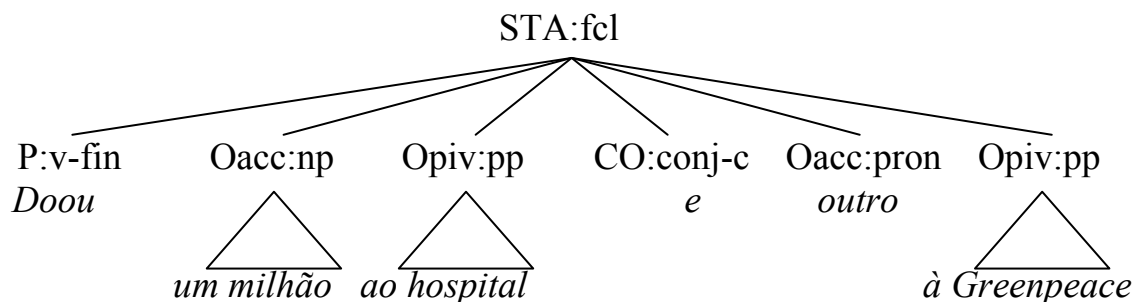 STA:fcl
P:v-fin Oacc:np Opiv:pp CO:conj-c Oacc:pron Opiv:pp
Doou e outro
um milhão ao hospital à Greenpeace